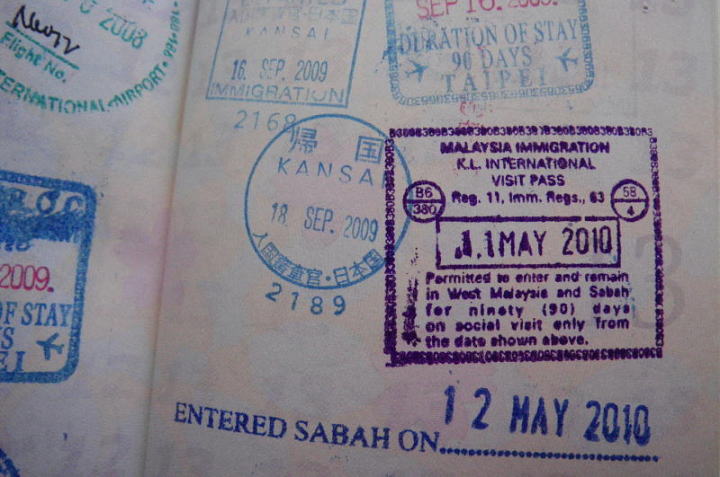 2008
Flight No.
INTERNATIONAL AIRPORT
2009.
OF STAY
KANSAI
16. SEP. 2009
IMMIGRATION
2168
SEP 16. 2009.
DURATION OF STAY
90 DAYS
TAIPEI
帰国
KANSAI
18. SEP. 2009
入国審査官・日本国
2189
MALAYSIA IMMIGRATION
K.L. INTERNATIONAL
VISIT PASS
Reg. 11, Imm. Regs., 63
B6
380
58
4
11 MAY 2010
Permitted to enter and remain
in West Malaysia and Sabah
for ninety (90) days
on social visit only from
the date shown above.
ENTERED SABAH ON
12 MAY 2010